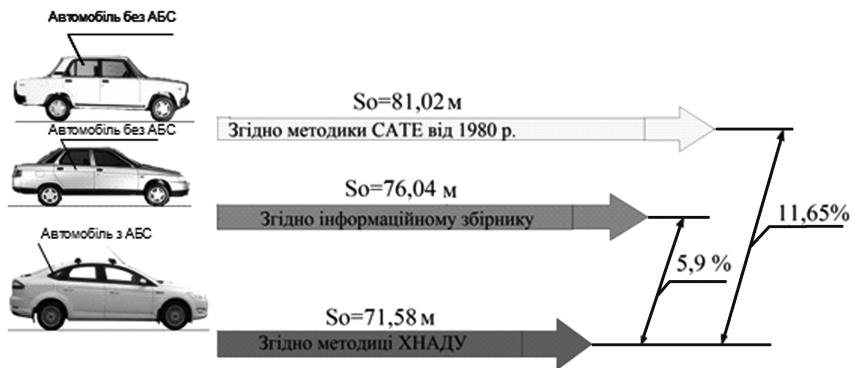 Автомобіль без АБС
So=81,02 м
Згідно методики САТЕ від 1980 р.
Автомобіль без АБС
So=76,04 м
Згідно інформаційному збірнику
11,65%
5,9 %
Автомобіль з АБС
So=71,58 м
Згідно методиці ХНАДУ